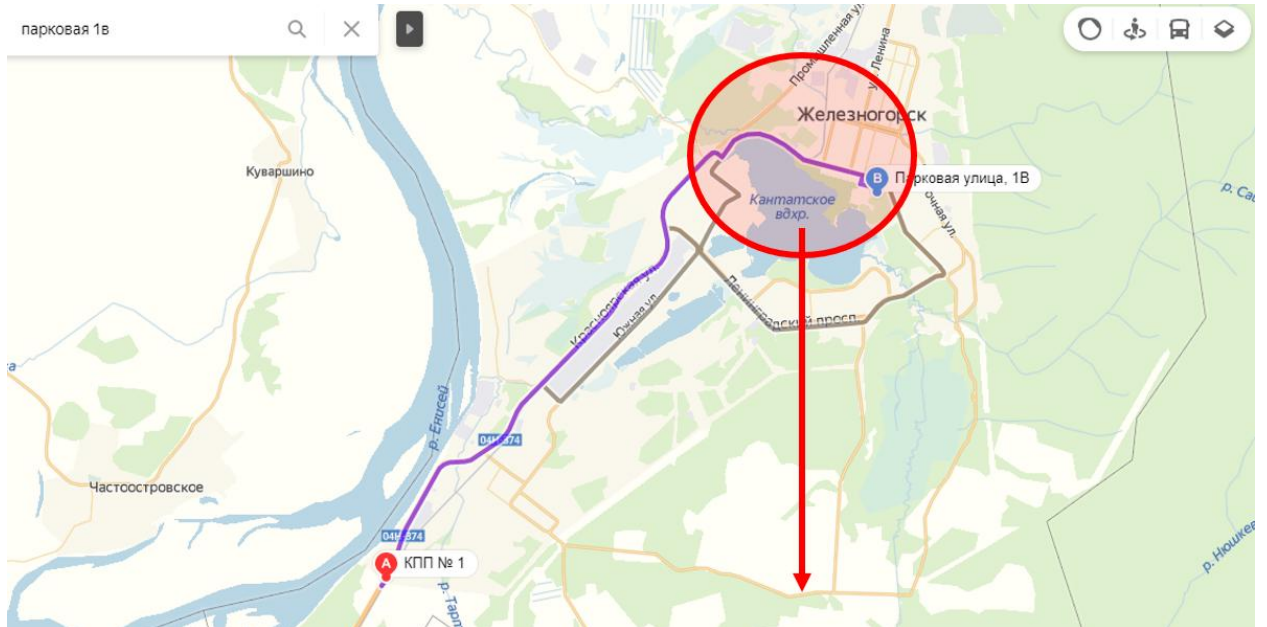 парковая 1в
Промышленная ул.
ул. Ленина
Железногорск
Куваршино
B
Парковая улица, 1В
Кантатское
вдхр.
Красноярская ул.
Южная ул.
Ленинградский просп.
р. Енисей
04Н-874
Частоостровское
04Н-874
A
КПП № 1